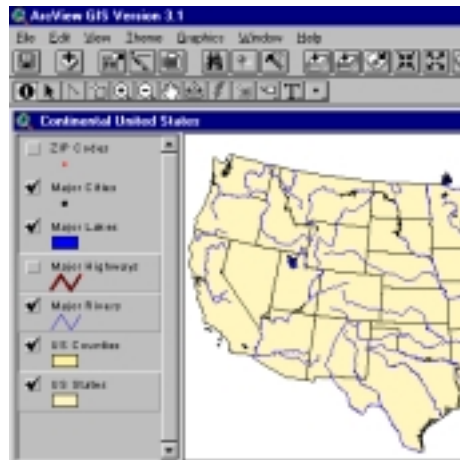 ArcView GIS Version 3.1
File Edit View Theme Graphics Window Help
T
Continental United States
ZIP Codes
Major Cities
Major Lakes
Major Highways
Major Rivers
US Counties
US States